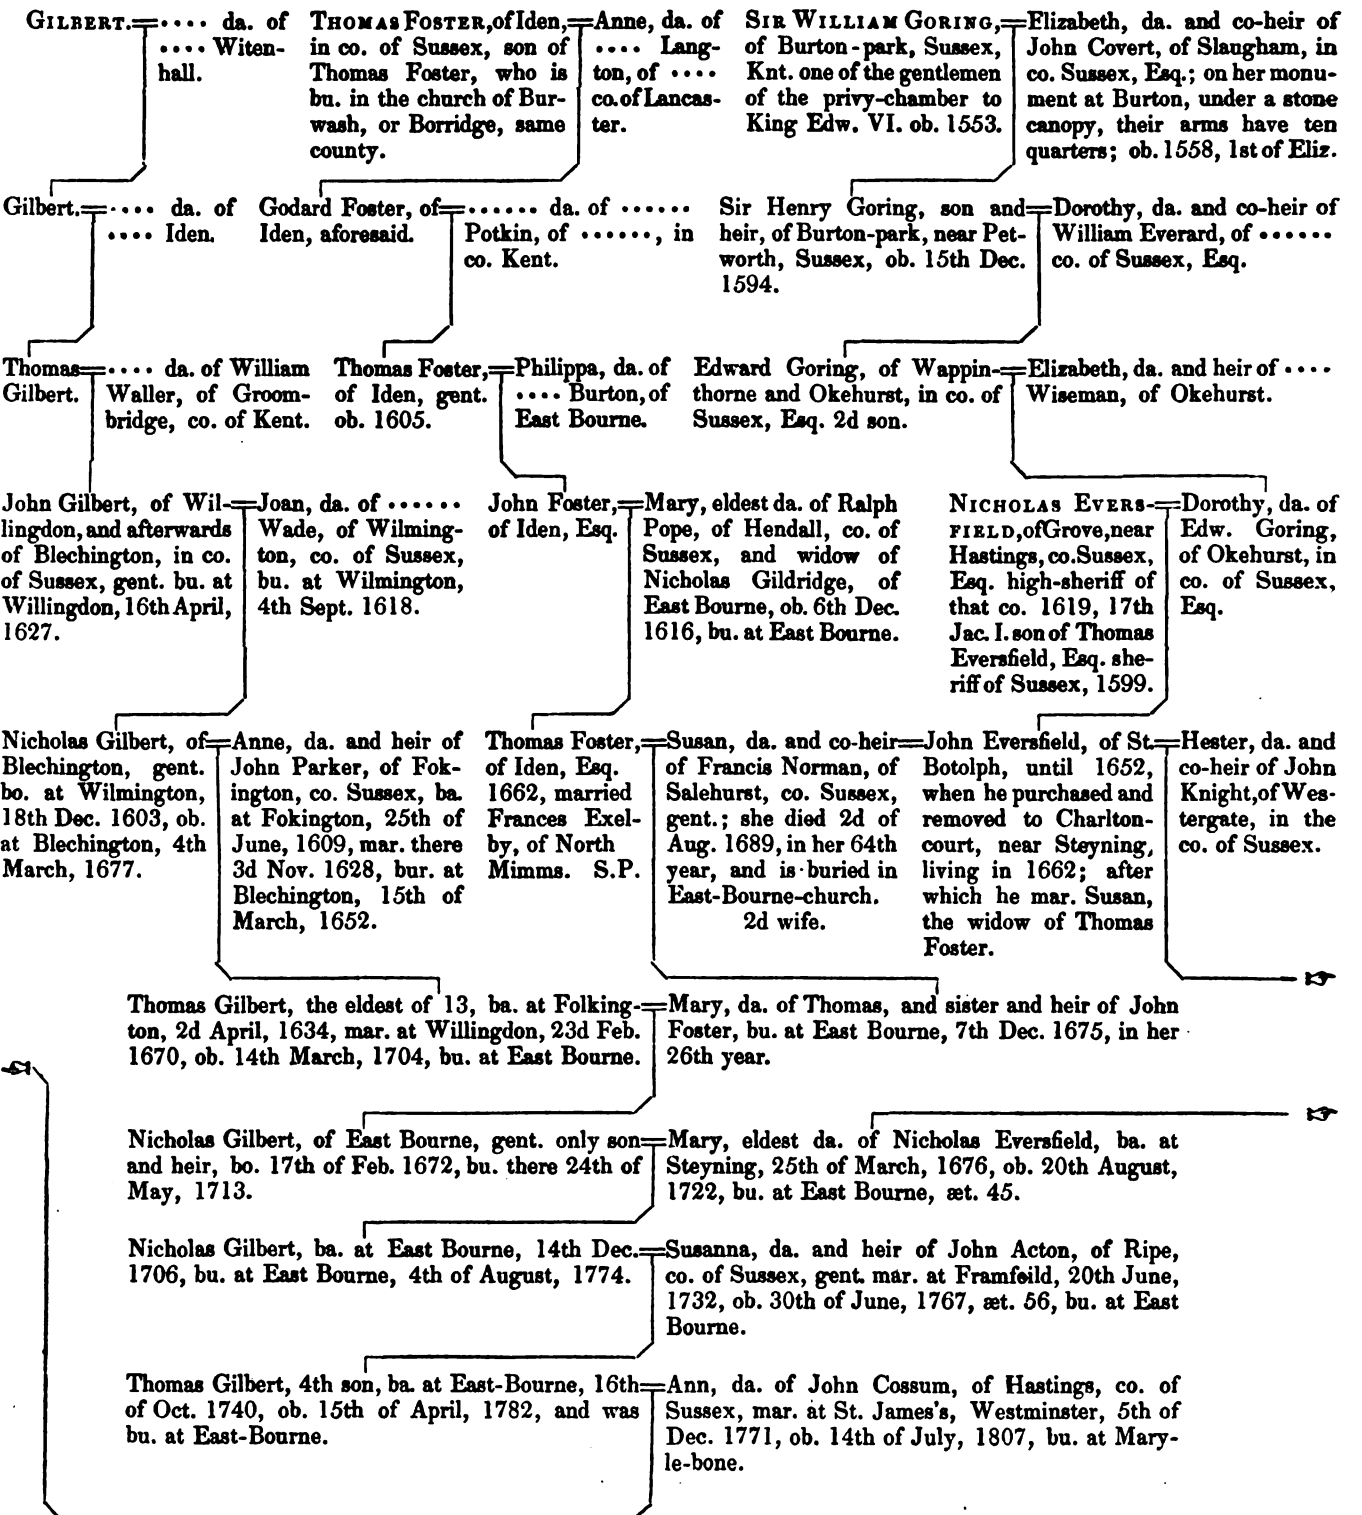 GILBERT.=•••• da. of
•••• Witen-
hall.
THOMAS FOSTER, of Iden,=
in co. of Sussex, son of
Thomas Foster, who is
bu. in the church of Bur-
wash, or Borridge, same
county.
Anne, da. of
•••• Lang-
ton, of ••••
co. of Lancas-
ter.
SIR WILLIAM GORING,=
of Burton-park, Sussex,
Knt. one of the gentlemen
of the privy-chamber to
King Edw. VI. ob. 1553.
Elizabeth, da. and co-heir of
John Covert, of Slaugham, in
co. Sussex, Esq.; on her monu-
ment at Burton, under a stone
canopy, their arms have ten
quarters; ob. 1558, 1st of Eliz.
Gilbert.=•••• da. of
•••• Iden.
Godard Foster, of=
Iden, aforesaid.
•••••• da. of ••••••
Potkin, of ••••••, in
co. Kent.
Sir Henry Goring, son and=
heir, of Burton-park, near Pet-
worth, Sussex, ob. 15th Dec.
1594.
Dorothy, da. and co-heir of
William Everard, of ••••••
co. of Sussex, Esq.
Thomas=
Gilbert.
•••• da. of William
Waller, of Groom-
bridge, co. of Kent.
Thomas Foster,=
of Iden, gent.
ob. 1605.
Philippa, da. of
•••• Burton, of
East Bourne.
Edward Goring, of Wappin-=
thorne and Okehurst, in co. of
Sussex, Esq. 2d son.
Elizabeth, da. and heir of ••••
Wiseman, of Okehurst.
John Gilbert, of Wil-=
lingdon, and afterwards
of Blechington, in co.
of Sussex, gent. bu. at
Willingdon, 16th April,
1627.
Joan, da. of ••••••
Wade, of Wilming-
ton, co. of Sussex,
bu. at Wilmington,
4th Sept. 1618.
John Foster,=
of Iden, Esq.
Mary, eldest da. of Ralph
Pope, of Hendall, co. of
Sussex, and widow of
Nicholas Gildridge, of
East Bourne, ob. 6th Dec.
1616, bu. at East Bourne.
NICHOLAS EVERS-=
FIELD, of Grove, near
Hastings, co. Sussex,
Esq. high-sheriff of
that co. 1619, 17th
Jac. I. son of Thomas
Eversfield, Esq. she-
riff of Sussex, 1599.
Dorothy, da. of
Edw. Goring,
of Okehurst, in
co. of Sussex,
Esq.
Nicholas Gilbert, of=
Blechington, gent.
bo. at Wilmington,
18th Dec. 1603, ob.
at Blechington, 4th
March, 1677.
Anne, da. and heir of
John Parker, of Fok-
ington, co. Sussex, ba.
at Fokington, 25th of
June, 1609, mar. there
3d Nov. 1628, bur. at
Blechington, 15th of
March, 1652.
Thomas Foster,=
of Iden, Esq.
1662, married
Frances Exel-
by, of North
Mimms. S.P.
Susan, da. and co-heir=
of Francis Norman, of
Salehurst, co. Sussex,
gent.; she died 2d of
Aug. 1689, in her 64th
year, and is buried in
East-Bourne-church.
2d wife.
John Eversfield, of St.=
Botolph, until 1652,
when he purchased and
removed to Charlton-
court, near Steyning,
living in 1662; after
which he mar. Susan,
the widow of Thomas
Foster.
Hester, da. and
co-heir of John
Knight, of Wes-
tergate, in the
co. of Sussex.
☞
Thomas Gilbert, the eldest of 13, ba. at Folking-=
ton, 2d April, 1634, mar. at Willingdon, 23d Feb.
1670, ob. 14th March, 1704, bu. at East Bourne.
Mary, da. of Thomas, and sister and heir of John
Foster, bu. at East Bourne, 7th Dec. 1675, in her
26th year.
☜
☞
Nicholas Gilbert, of East Bourne, gent. only son=
and heir, bo. 17th of Feb. 1672, bu. there 24th of
May, 1713.
Mary, eldest da. of Nicholas Eversfield, ba. at
Steyning, 25th of March, 1676, ob. 20th August,
1722, bu. at East Bourne, æt. 45.
Nicholas Gilbert, ba. at East Bourne, 14th Dec.=
1706, bu. at East Bourne, 4th of August, 1774.
Susanna, da. and heir of John Acton, of Ripe,
co. of Sussex, gent. mar. at Framfeild, 20th June,
1732, ob. 30th of June, 1767, æt. 56, bu. at East
Bourne.
Thomas Gilbert, 4th son, ba. at East-Bourne, 16th=
of Oct. 1740, ob. 15th of April, 1782, and was
bu. at East-Bourne.
Ann, da. of John Cossum, of Hastings, co. of
Sussex, mar. at St. James's, Westminster, 5th of
Dec. 1771, ob. 14th of July, 1807, bu. at Mary-
le-bone.